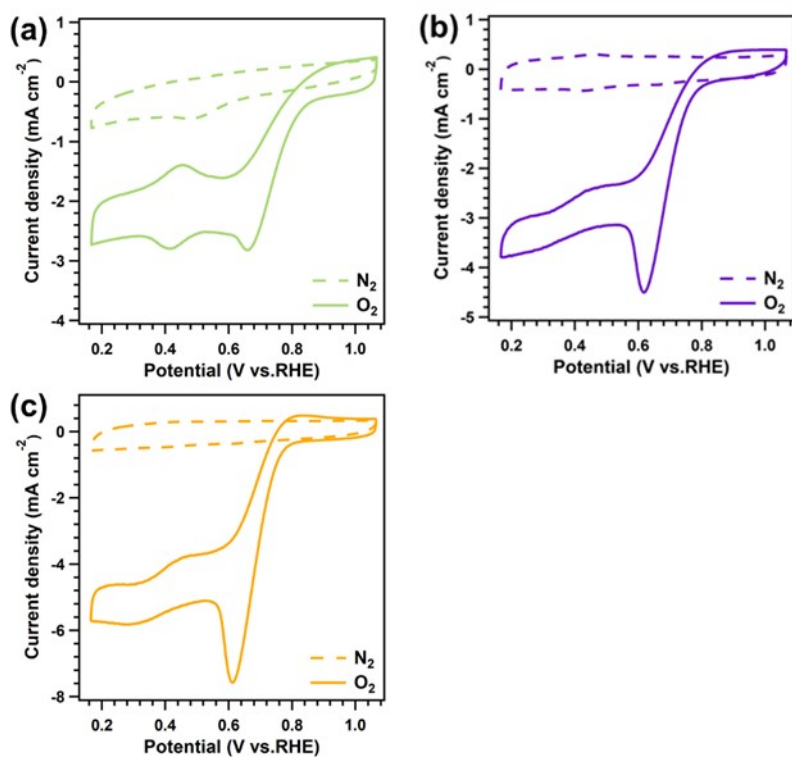 (a)
1
0
-1
-2
-3
-4
Current density (mA cm-2)
0.2 0.4 0.6 0.8 1.0
Potential (V vs.RHE)
N2
O2
(b)
1
0
-1
-2
-3
-4
-5
Current density (mA cm-2)
0.2 0.4 0.6 0.8 1.0
Potential (V vs.RHE)
N2
O2
(c)
0
-2
-4
-6
-8
Current density (mA cm-2)
0.2 0.4 0.6 0.8 1.0
Potential (V vs.RHE)
N2
O2